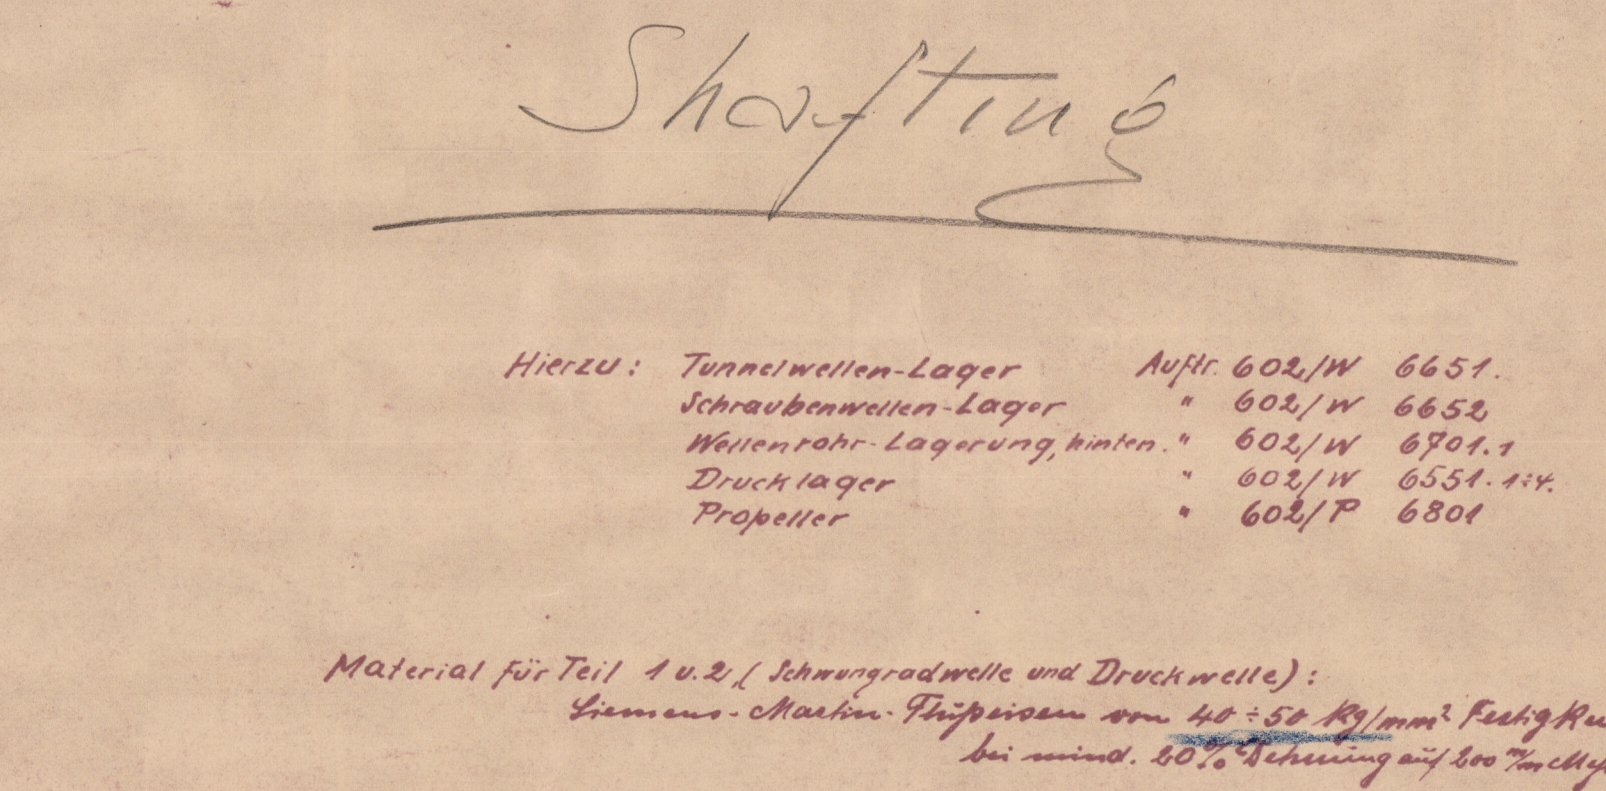 Shafting
Hierzu: Tunnelwellen-Lager Auftr. 602/W 6651.
Schraubenwellen-Lager " 602/W 6652
Wellenrohr-Lagerung, hinten. " 602/W 6701.1
Drucklager " 602/W 6551.1÷4.
Propeller " 602/P 6801
Material für Teil 1 u. 2, (Schwungradwelle und Druckwelle):
Siemens-Martin-Flußeisen von 40÷50 Kg/mm² Festigke
bei mind. 20% Dehnung auf 200 m/m